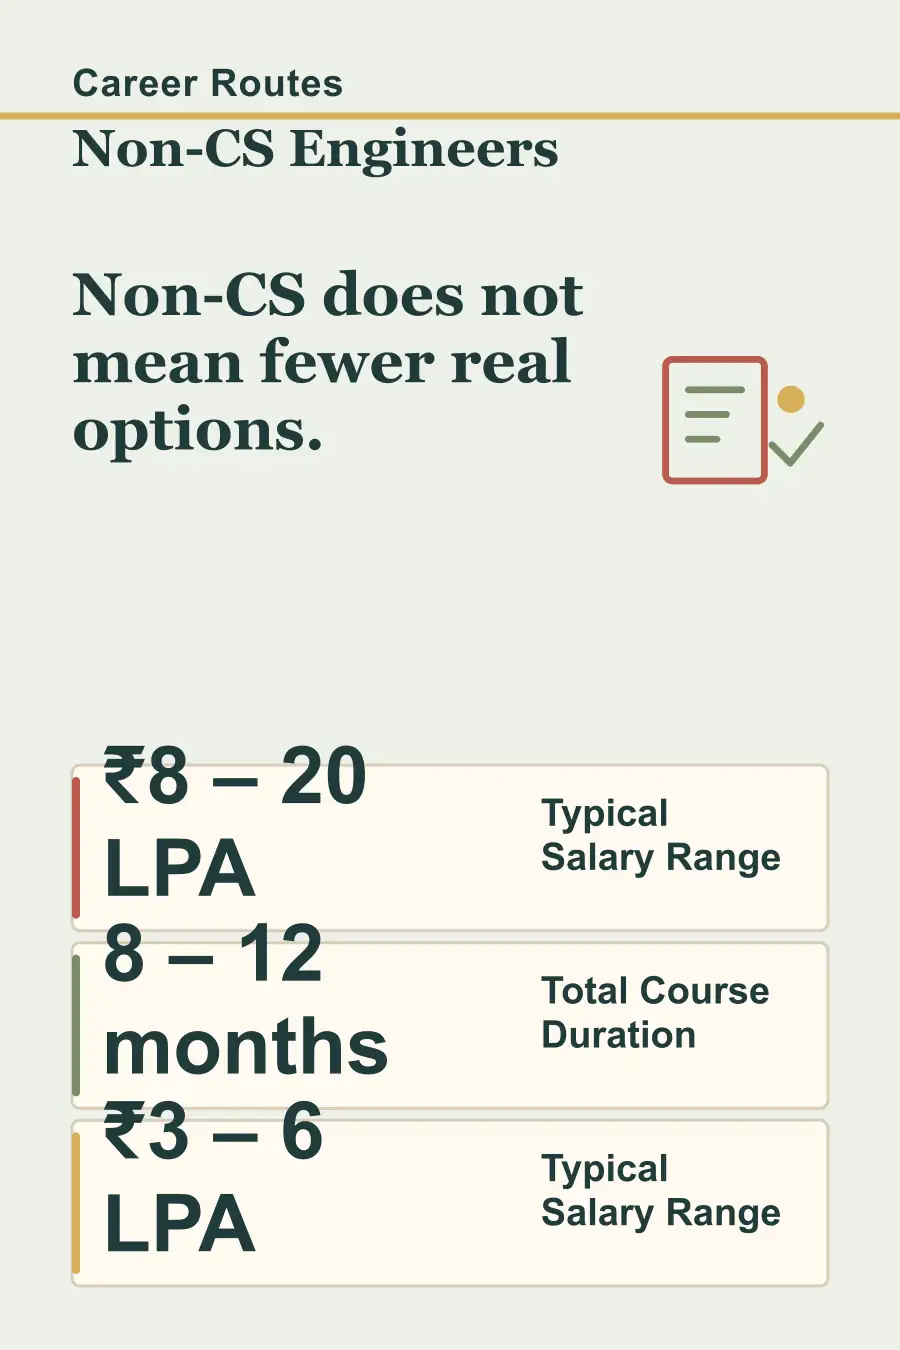 Career Routes
Non-CS Engineers
Non-CS does not
mean fewer real
options.
₹8 – 20
LPA
Typical
Salary Range
8 – 12
months
Total Course
Duration
₹3 – 6
LPA
Typical
Salary Range